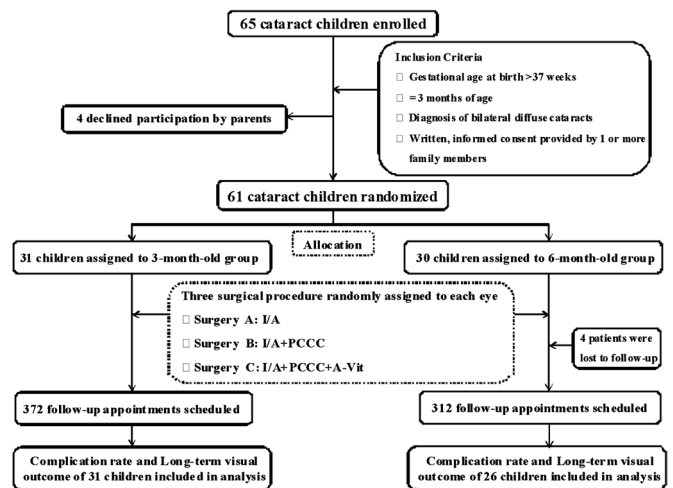 65 cataract children enrolled
Inclusion Criteria
□ Gestational age at birth >37 weeks
□ =3 months of age
□ Diagnosis of bilateral diffuse cataracts
□ Written, informed consent provided by 1 or more
family members
4 declined participation by parents
61 cataract children randomized
Allocation
31 children assigned to 3-month-old group
30 children assigned to 6-month-old group
Three surgical procedure randomly assigned to each eye
□ Surgery A: I/A
□ Surgery B: I/A+PCCC
□ Surgery C: I/A+PCCC+A-Vit
4 patients were
lost to follow-up
372 follow-up appointments scheduled
312 follow-up appointments scheduled
Complication rate and Long-term visual
outcome of 31 children included in analysis
Complication rate and Long-term visual
outcome of 26 children included in analysis